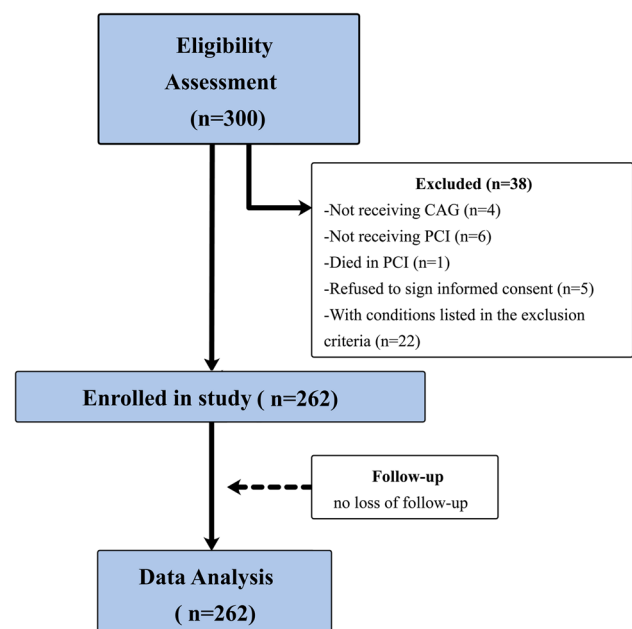 Eligibility
Assessment
(n=300)
Excluded (n=38)
-Not receiving CAG (n=4)
-Not receiving PCI (n=6)
-Died in PCI (n=1)
-Refused to sign informed consent (n=5)
-With conditions listed in the exclusion
criteria (n=22)
Enrolled in study ( n=262)
Follow-up
no loss of follow-up
Data Analysis
( n=262)